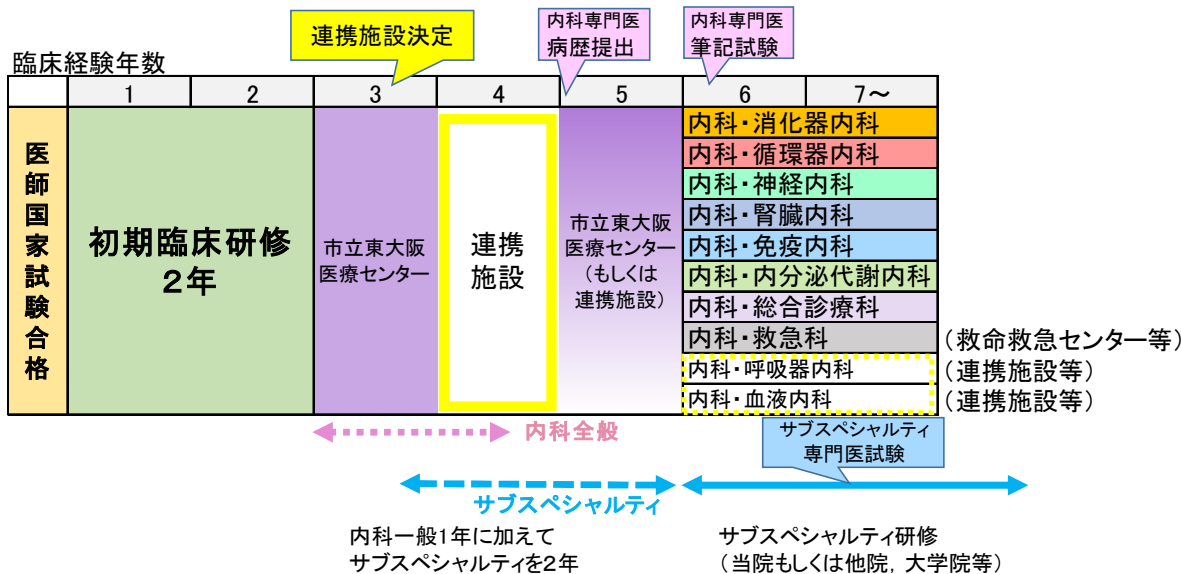 連携施設決定
内科専門医
病歴提出
内科専門医
筆記試験
臨床経験年数
1
2
3
4
5
6
7～
医師国家試験合格
初期臨床研修
２年
市立東大阪
医療センター
連携
施設
市立東大阪
医療センター
(もしくは
連携施設)
内科・消化器内科
内科・循環器内科
内科・神経内科
内科・腎臓内科
内科・免疫内科
内科・内分泌代謝内科
内科・総合診療科
内科・救急科
(救命救急センター等)
内科・呼吸器内科
(連携施設等)
内科・血液内科
(連携施設等)
内科全般
サブスペシャルティ
専門医試験
サブスペシャルティ
内科一般1年に加えて
サブスペシャルティを2年
サブスペシャルティ研修
(当院もしくは他院, 大学院等)